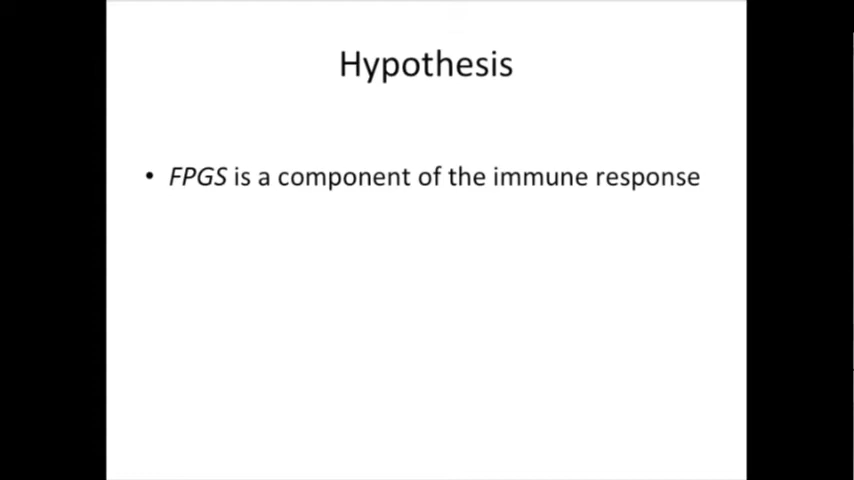 Hypothesis
• FPGS is a component of the immune response